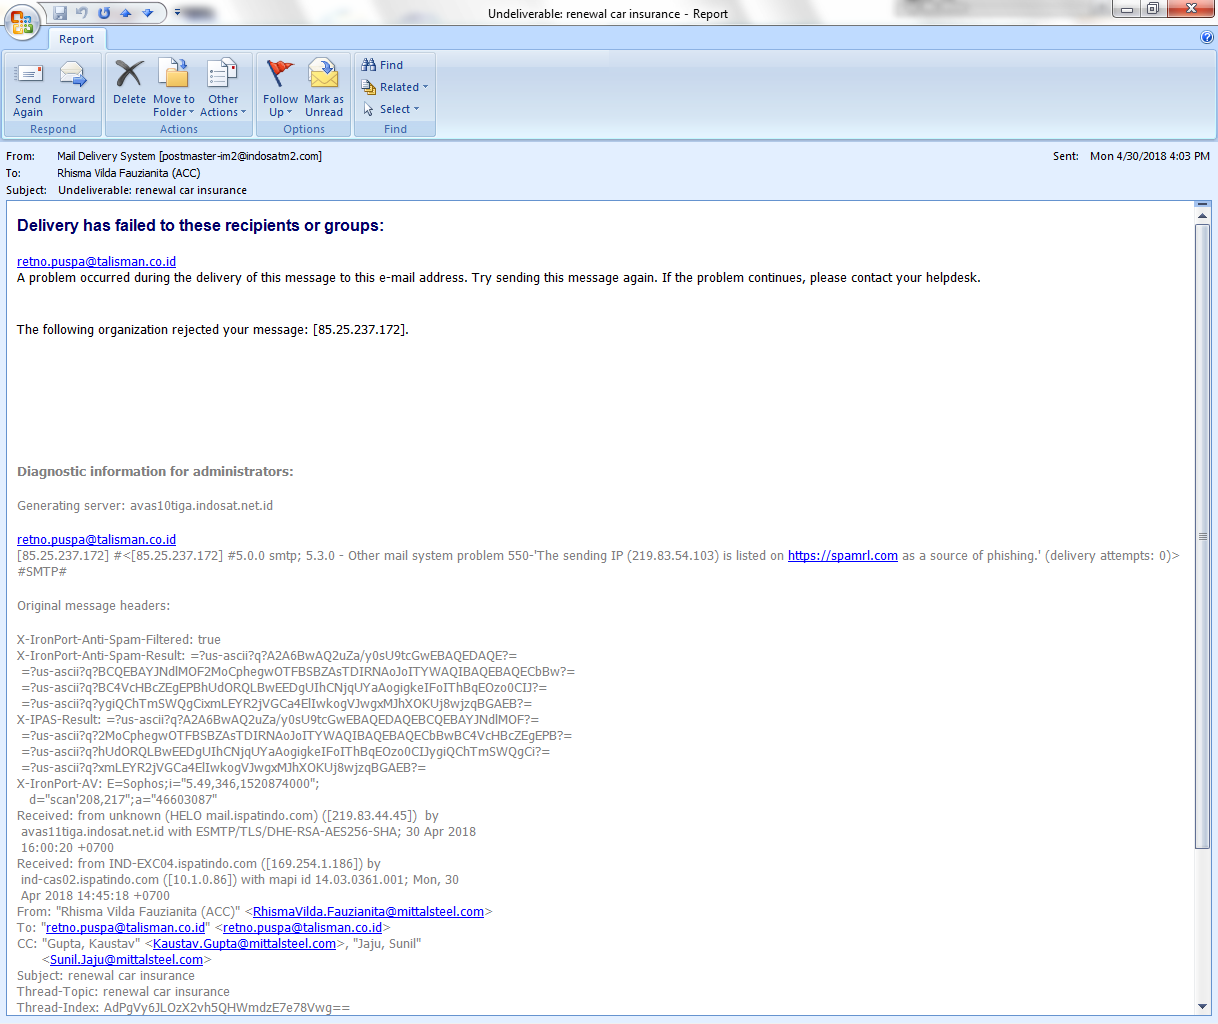 Undeliverable: renewal car insurance - Report
Report
Send Again
Forward
Respond
Delete
Move to Folder
Other Actions
Actions
Follow Up
Mark as Unread
Options
Find
Related
Select
Find
From: Mail Delivery System [postmaster-im2@indosatm2.com]
Sent: Mon 4/30/2018 4:03 PM
To: Rhisma Vilda Fauzianita (ACC)
Subject: Undeliverable: renewal car insurance
Delivery has failed to these recipients or groups:
retno.puspa@talisman.co.id
A problem occurred during the delivery of this message to this e-mail address. Try sending this message again. If the problem continues, please contact your helpdesk.
The following organization rejected your message: [85.25.237.172].
Diagnostic information for administrators:
Generating server: avas10tiga.indosat.net.id
retno.puspa@talisman.co.id
[85.25.237.172] #<[85.25.237.172] #5.0.0 smtp; 5.3.0 - Other mail system problem 550-'The sending IP (219.83.54.103) is listed on https://spamrl.com as a source of phishing.' (delivery attempts: 0)>
#SMTP#
Original message headers:
X-IronPort-Anti-Spam-Filtered: true
X-IronPort-Anti-Spam-Result: =?us-ascii?q?A2A6BwAQ2uZa/y0sU9tcGwEBAQEDAQE?=
=?us-ascii?q?BCQEBAYJNdlMOF2MoCphegwOTFBSBZAsTDIRNAoJoITYWAQIBAQEBAQECbBw?=
=?us-ascii?q?BC4VcHBcZEgEPBhUdORQLBwEEDgUIhCNjqUYaAogigkeIFoIThBqEOzo0CIJ?=
=?us-ascii?q?ygiQChTmSWQgCixmLEYR2jVGCa4ElIwkogVJwgxMJhXOKUj8wjzqBGAEB?=
X-IPAS-Result: =?us-ascii?q?A2A6BwAQ2uZa/y0sU9tcGwEBAQEDAQEBCQEBAYJNdlMOF?=
=?us-ascii?q?2MoCphegwOTFBSBZAsTDIRNAoJoITYWAQIBAQEBAQECbBwBC4VcHBcZEgEPB?=
=?us-ascii?q?hUdORQLBwEEDgUIhCNjqUYaAogigkeIFoIThBqEOzo0CIJygiQChTmSWQgCi?=
=?us-ascii?q?xmLEYR2jVGCa4ElIwkogVJwgxMJhXOKUj8wjzqBGAEB?=
X-IronPort-AV: E=Sophos;i="5.49,346,1520874000";
d="scan'208,217";a="46603087"
Received: from unknown (HELO mail.ispatindo.com) ([219.83.44.45]) by
avas11tiga.indosat.net.id with ESMTP/TLS/DHE-RSA-AES256-SHA; 30 Apr 2018
16:00:20 +0700
Received: from IND-EXC04.ispatindo.com ([169.254.1.186]) by
ind-cas02.ispatindo.com ([10.1.0.86]) with mapi id 14.03.0361.001; Mon, 30
Apr 2018 14:45:18 +0700
From: "Rhisma Vilda Fauzianita (ACC)" <RhismaVilda.Fauzianita@mittalsteel.com>
To: "retno.puspa@talisman.co.id" <retno.puspa@talisman.co.id>
CC: "Gupta, Kaustav" <Kaustav.Gupta@mittalsteel.com>, "Jaju, Sunil"
<Sunil.Jaju@mittalsteel.com>
Subject: renewal car insurance
Thread-Topic: renewal car insurance
Thread-Index: AdPgVy6JLOzX2vh5QHWmdzE7e78Vwg==